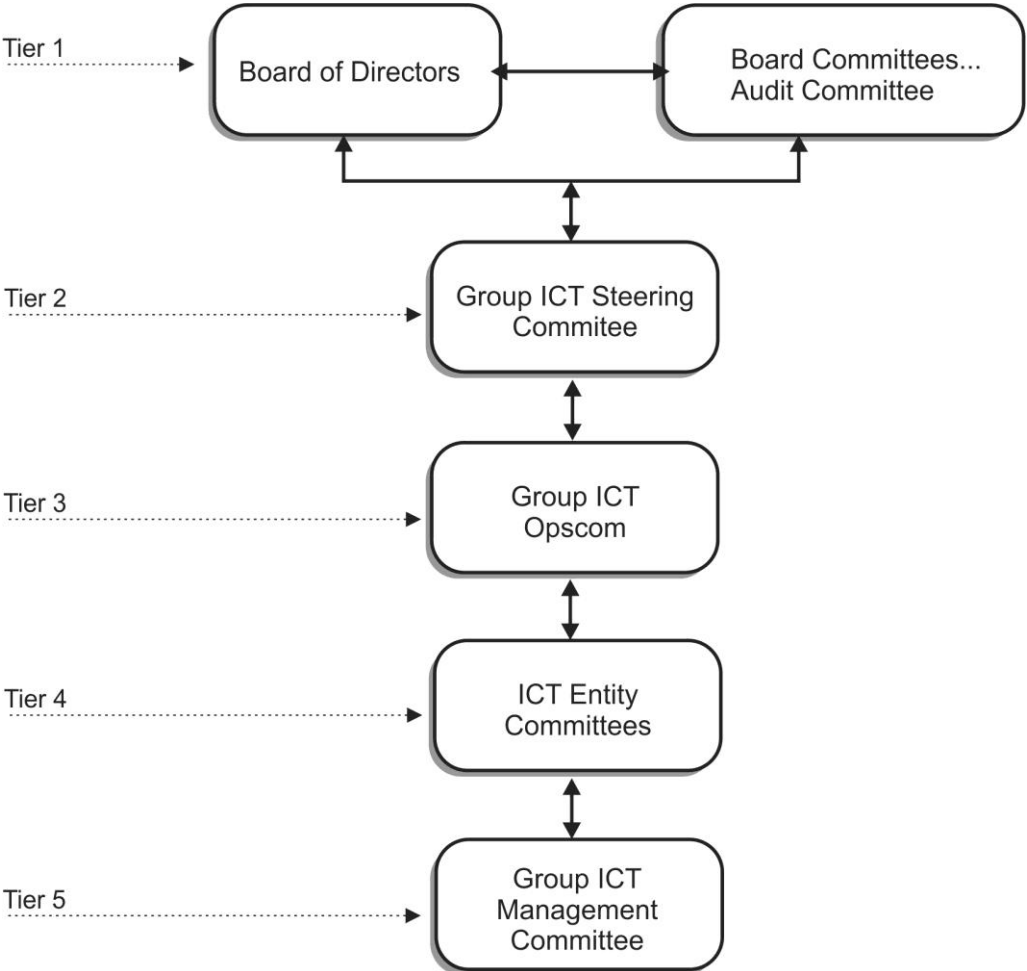 Tier 1
Board of Directors
Board Committees...
Audit Committee
Tier 2
Group ICT Steering
Commitee
Tier 3
Group ICT
Opscom
Tier 4
ICT Entity
Committees
Tier 5
Group ICT
Management
Committee